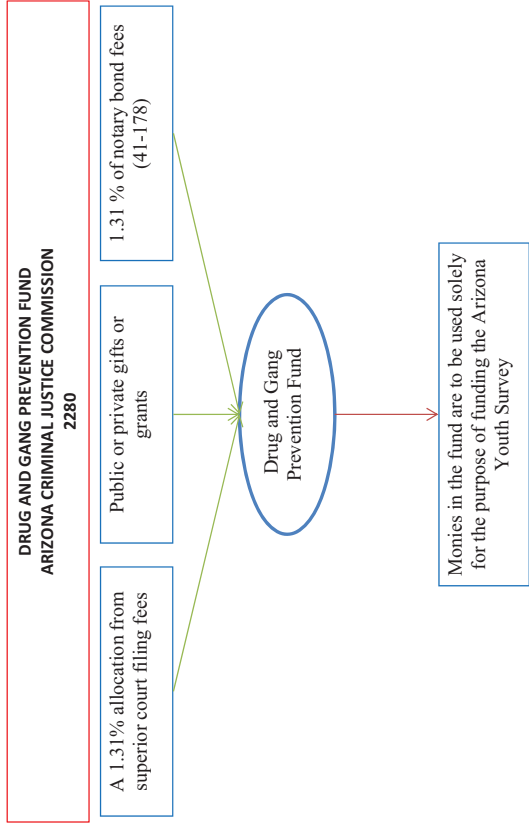 DRUG AND GANG PREVENTION FUND
ARIZONA CRIMINAL JUSTICE COMMISSION
2280
A 1.31% allocation from
superior court filing fees
Public or private gifts or
grants
1.31 % of notary bond fees
(41-178)
Drug and Gang
Prevention Fund
Monies in the fund are to be used solely
for the purpose of funding the Arizona
Youth Survey